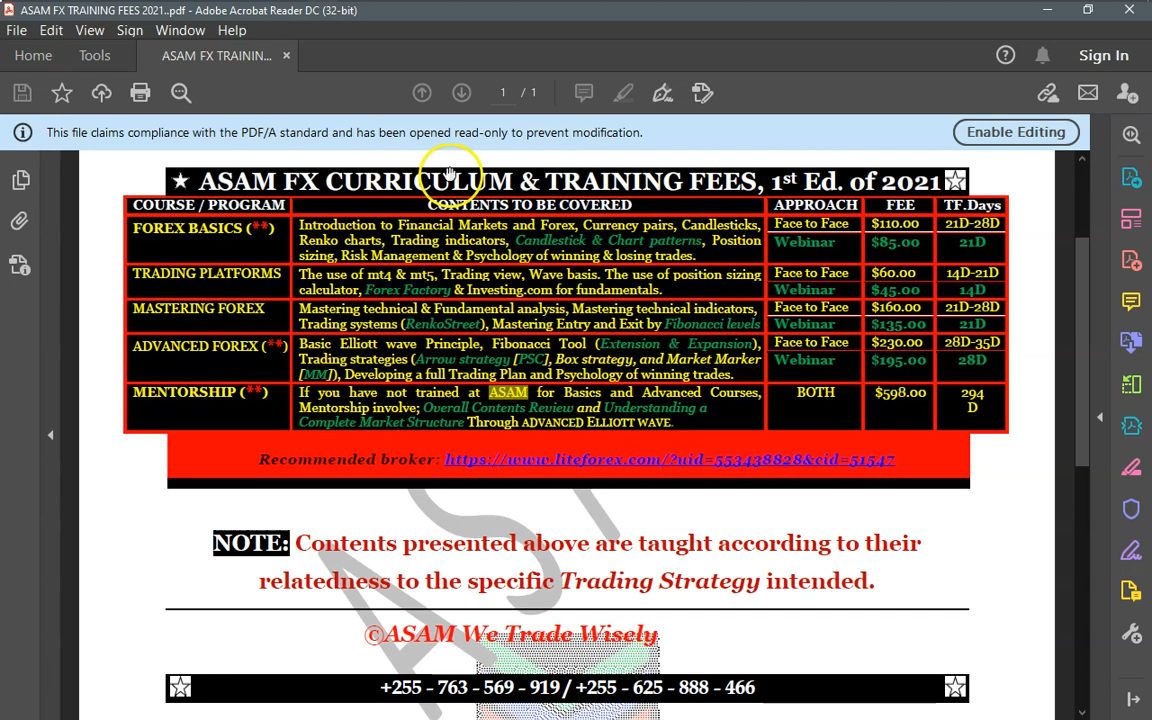 ASAM FX TRAINING FEES 2021..pdf - Adobe Acrobat Reader DC (32-bit)
File Edit View Sign Window Help
Home Tools ASAM FX TRAININ... × Sign In
1 / 1
This file claims compliance with the PDF/A standard and has been opened read-only to prevent modification. Enable Editing
★ ASAM FX CURRICULUM & TRAINING FEES, 1st Ed. of 2021
COURSE / PROGRAM CONTENTS TO BE COVERED APPROACH FEE TF.Days
FOREX BASICS (**) Introduction to Financial Markets and Forex, Currency pairs, Candlesticks, Face to Face $110.00 21D-28D
Renko charts, Trading indicators, Candlestick & Chart patterns, Position Webinar $85.00 21D
sizing, Risk Management & Psychology of winning & losing trades.
TRADING PLATFORMS The use of mt4 & mt5, Trading view, Wave basis. The use of position sizing Face to Face $60.00 14D-21D
calculator, Forex Factory & Investing.com for fundamentals. Webinar $45.00 14D
MASTERING FOREX Mastering technical & Fundamental analysis, Mastering technical indicators, Face to Face $160.00 21D-28D
Trading systems (RenkoStreet), Mastering Entry and Exit by Fibonacci levels Webinar $135.00 21D
ADVANCED FOREX (**) Basic Elliott wave Principle, Fibonacci Tool (Extension & Expansion), Face to Face $230.00 28D-35D
Trading strategies (Arrow strategy [PSC], Box strategy, and Market Marker Webinar $195.00 28D
[MM]), Developing a full Trading Plan and Psychology of winning trades.
MENTORSHIP (**) If you have not trained at ASAM for Basics and Advanced Courses, BOTH $598.00 294
Mentorship involve; Overall Contents Review and Understanding a D
Complete Market Structure Through ADVANCED ELLIOTT WAVE.
Recommended broker: https://www.liteforex.com/?uid=553438828&cid=51547
NOTE: Contents presented above are taught according to their
relatedness to the specific Trading Strategy intended.
©ASAM We Trade Wisely
+255 - 763 - 569 - 919 / +255 - 625 - 888 - 466